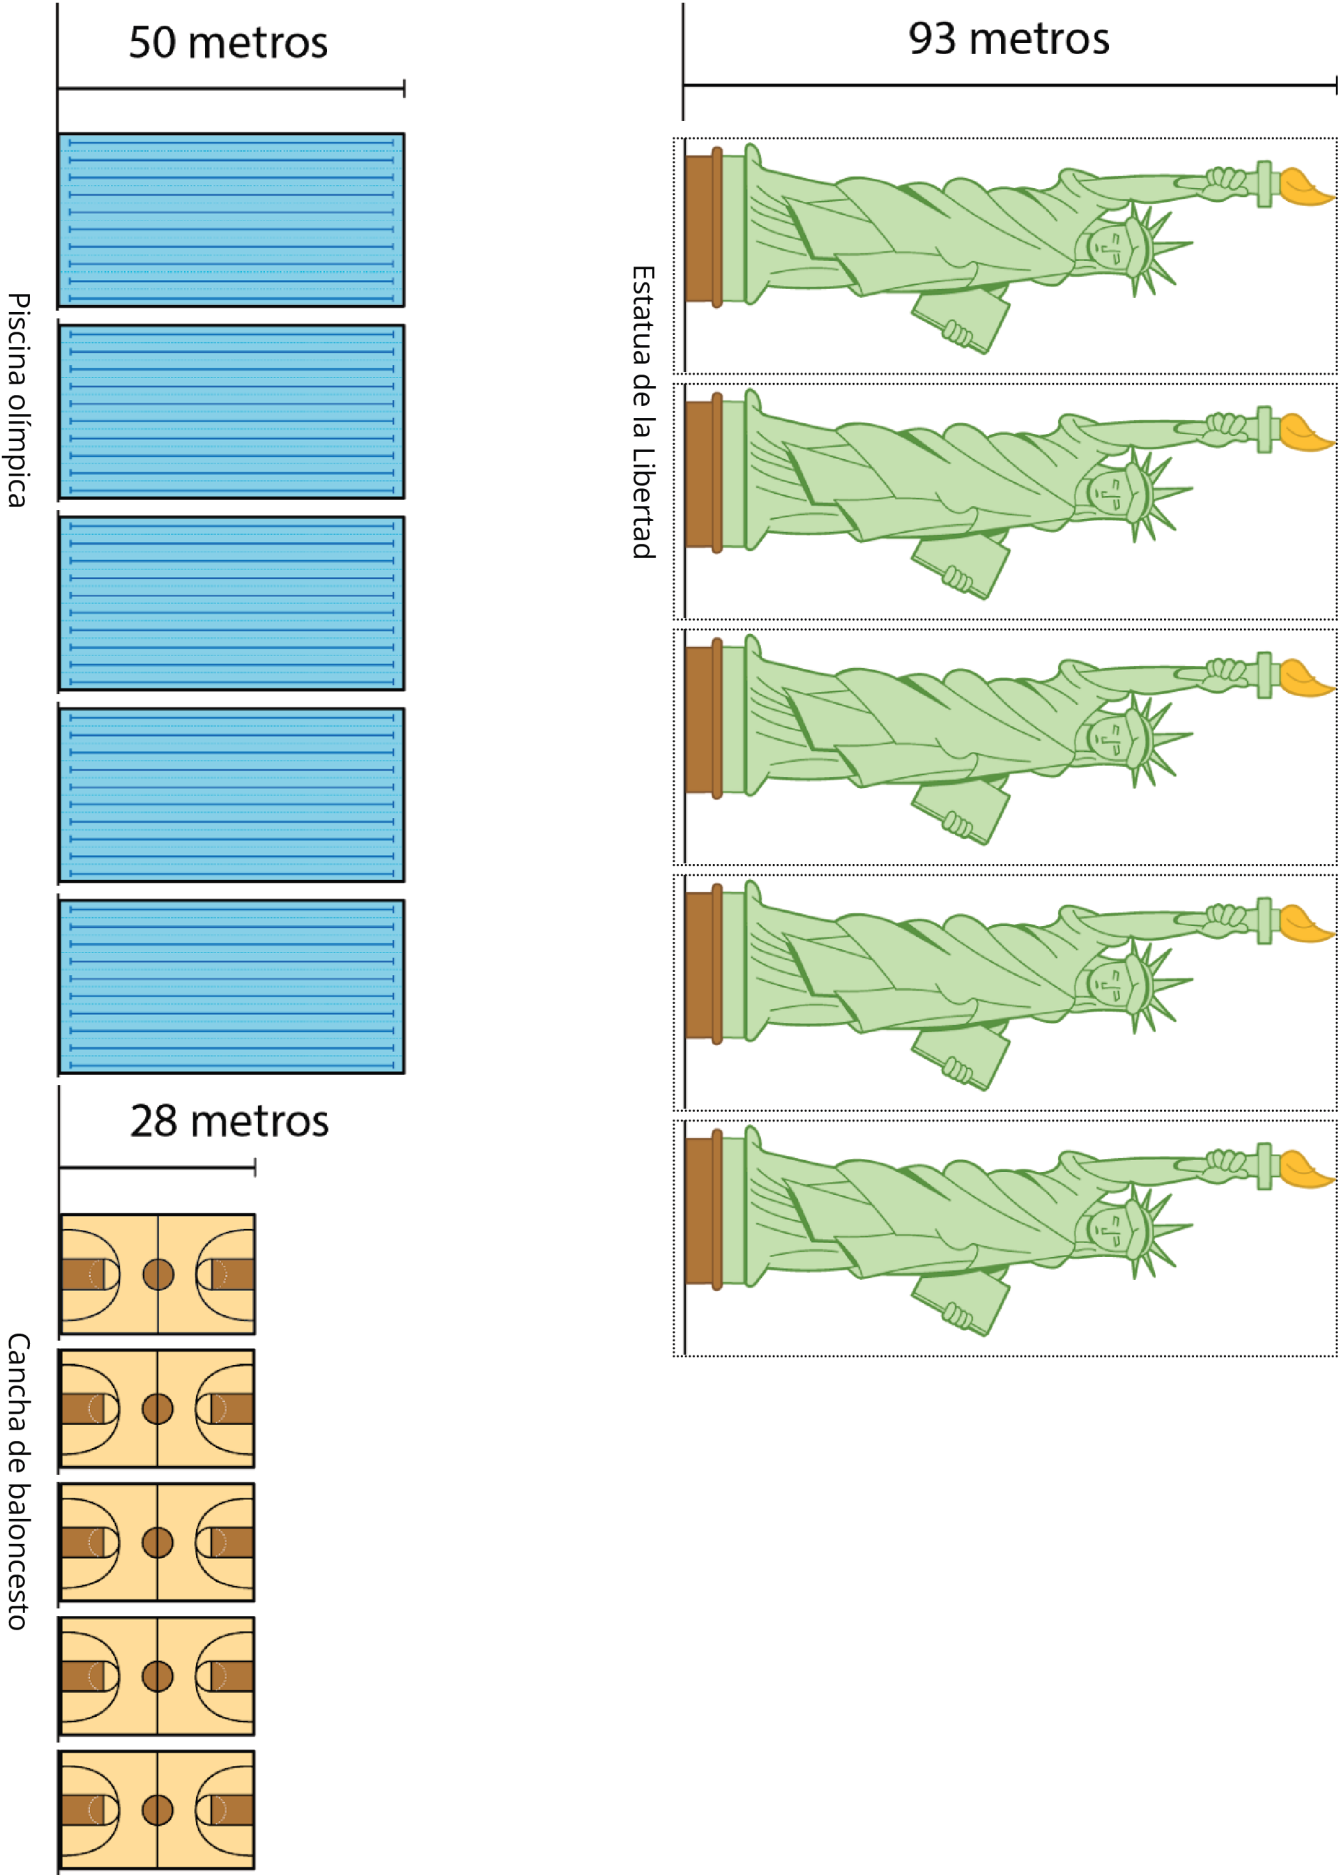 50 metros
93 metros
Piscina olímpica
Estatua de la Libertad
28 metros
Cancha de baloncesto